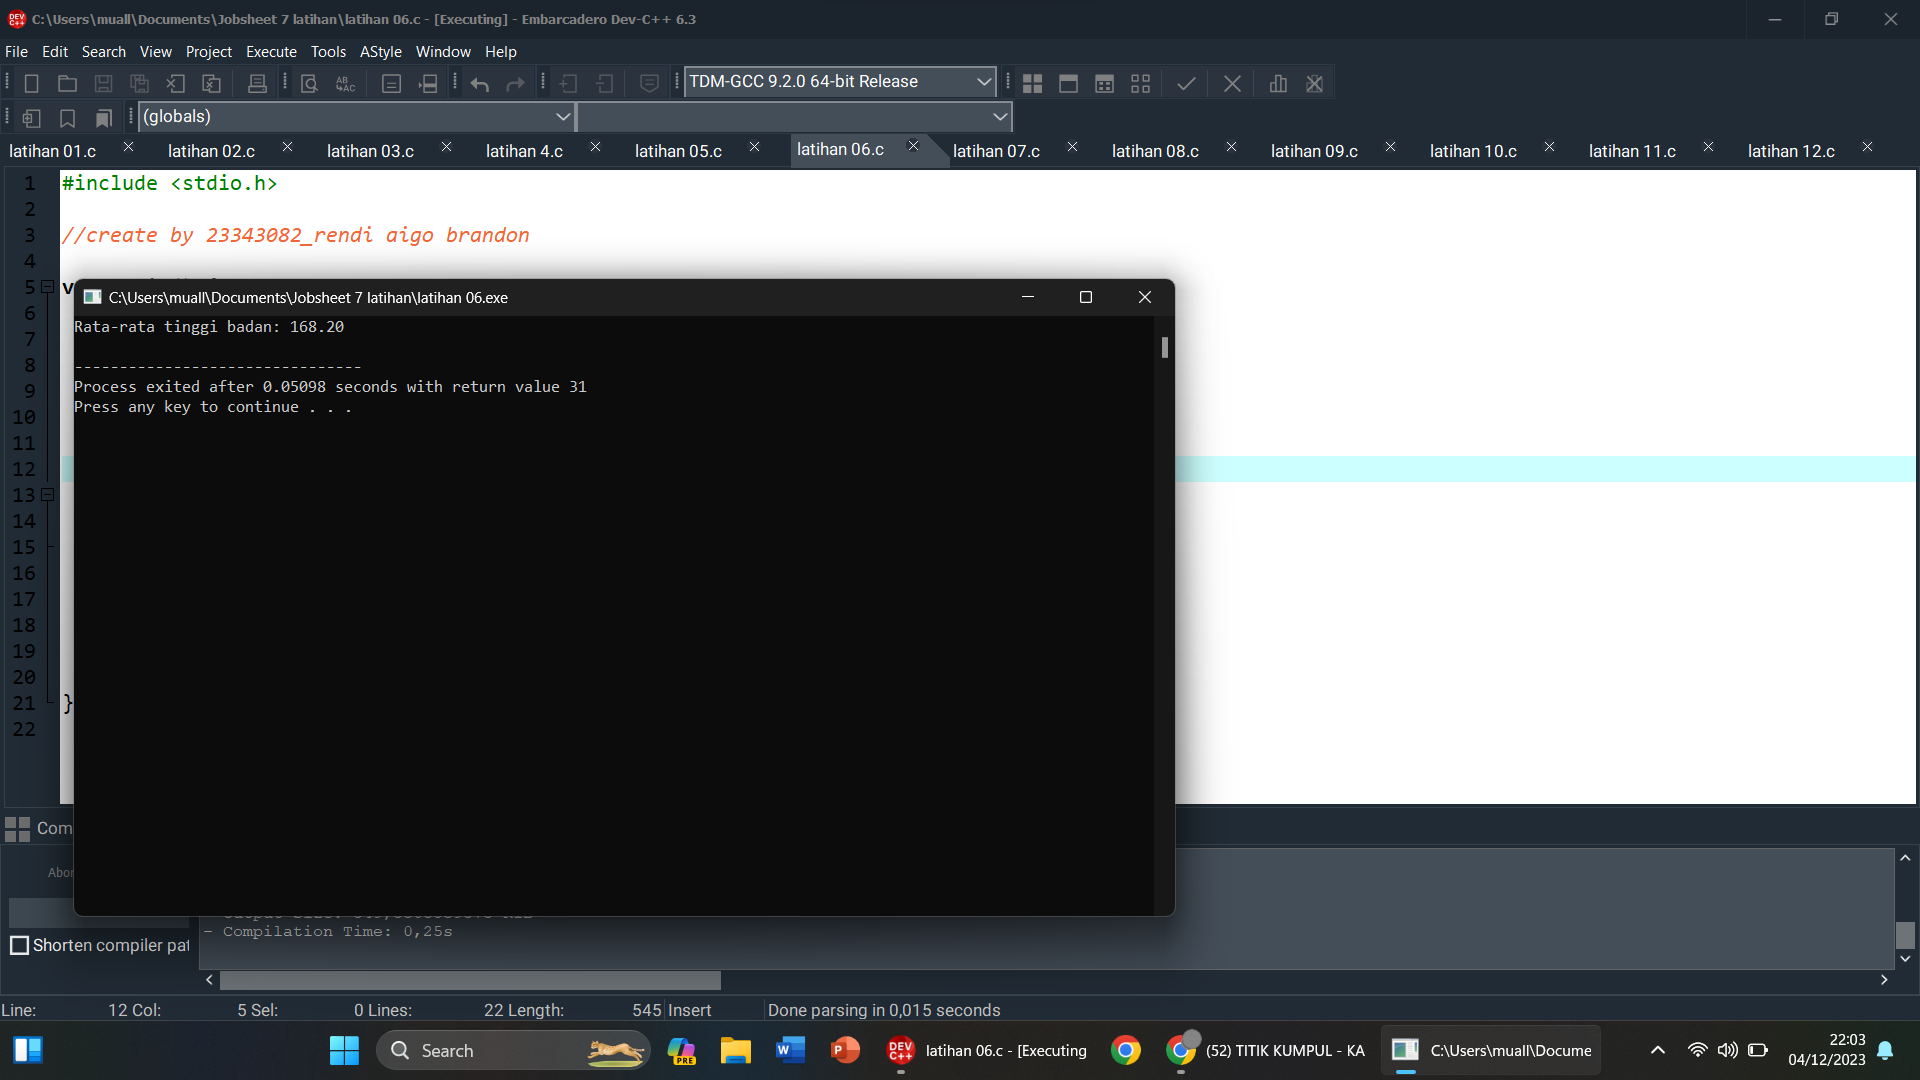 C:\Users\muall\Documents\Jobsheet 7 latihan\latihan 06.c - [Executing] - Embarcadero Dev-C++ 6.3
File Edit Search View Project Execute Tools AStyle Window Help
TDM-GCC 9.2.0 64-bit Release
(globals)
latihan 01.c latihan 02.c latihan 03.c latihan 4.c latihan 05.c latihan 06.c latihan 07.c latihan 08.c latihan 09.c latihan 10.c latihan 11.c latihan 12.c
1 #include <stdio.h>
2
3 //create by 23343082_rendi aigo brandon
4
5 v
C:\Users\muall\Documents\Jobsheet 7 latihan\latihan 06.exe
Rata-rata tinggi badan: 168.20
--------------------------------
Process exited after 0.05098 seconds with return value 31
Press any key to continue . . .
6
7
8
9
10
11
12
13
14
15
16
17
18
19
20
21 }
22
Com
Abor
- Compilation Time: 0,25s
Shorten compiler pat
Line: 12 Col: 5 Sel: 0 Lines: 22 Length: 545 Insert Done parsing in 0,015 seconds
Search
PRE
DEV C++
latihan 06.c - [Executing
(52) TITIK KUMPUL - KA
C:\Users\muall\Docume
22:03
04/12/2023